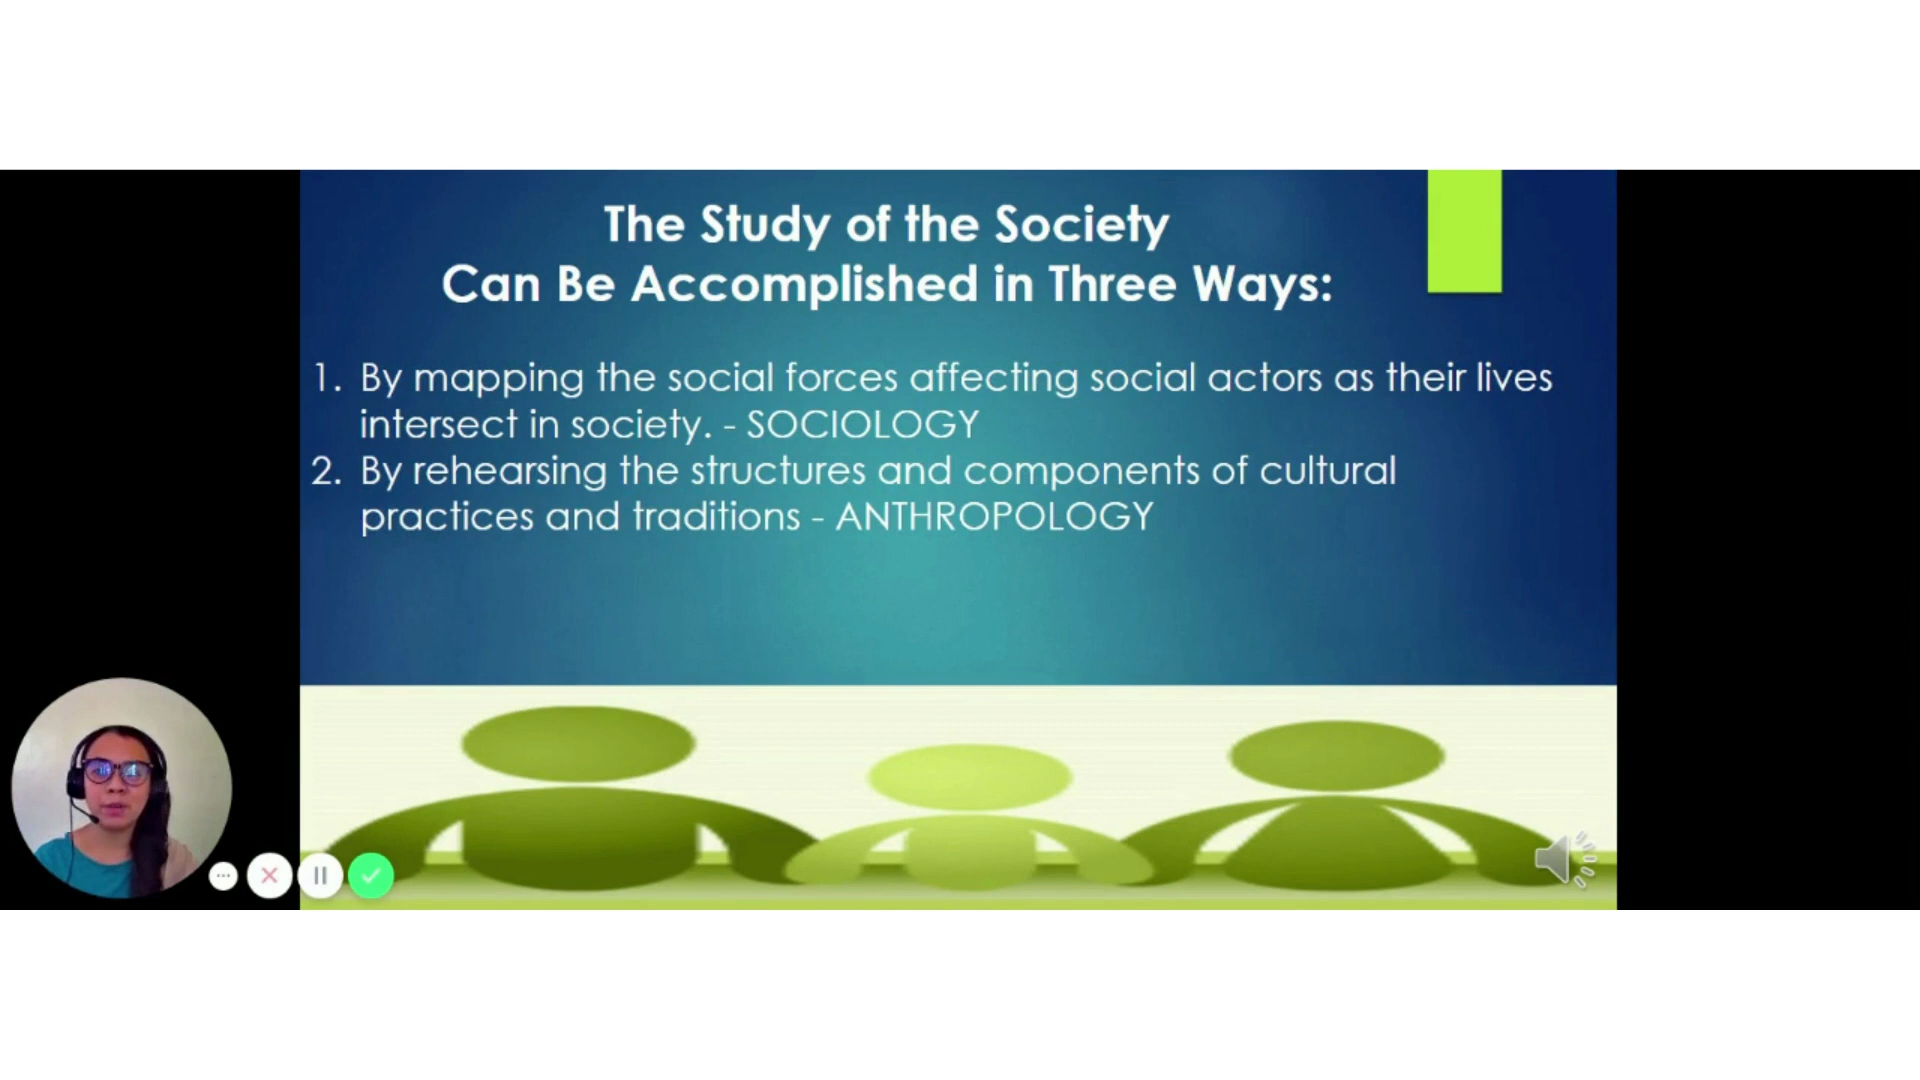 The Study of the Society
Can Be Accomplished in Three Ways:
1. By mapping the social forces affecting social actors as their lives
intersect in society. - SOCIOLOGY
2. By rehearsing the structures and components of cultural
practices and traditions - ANTHROPOLOGY